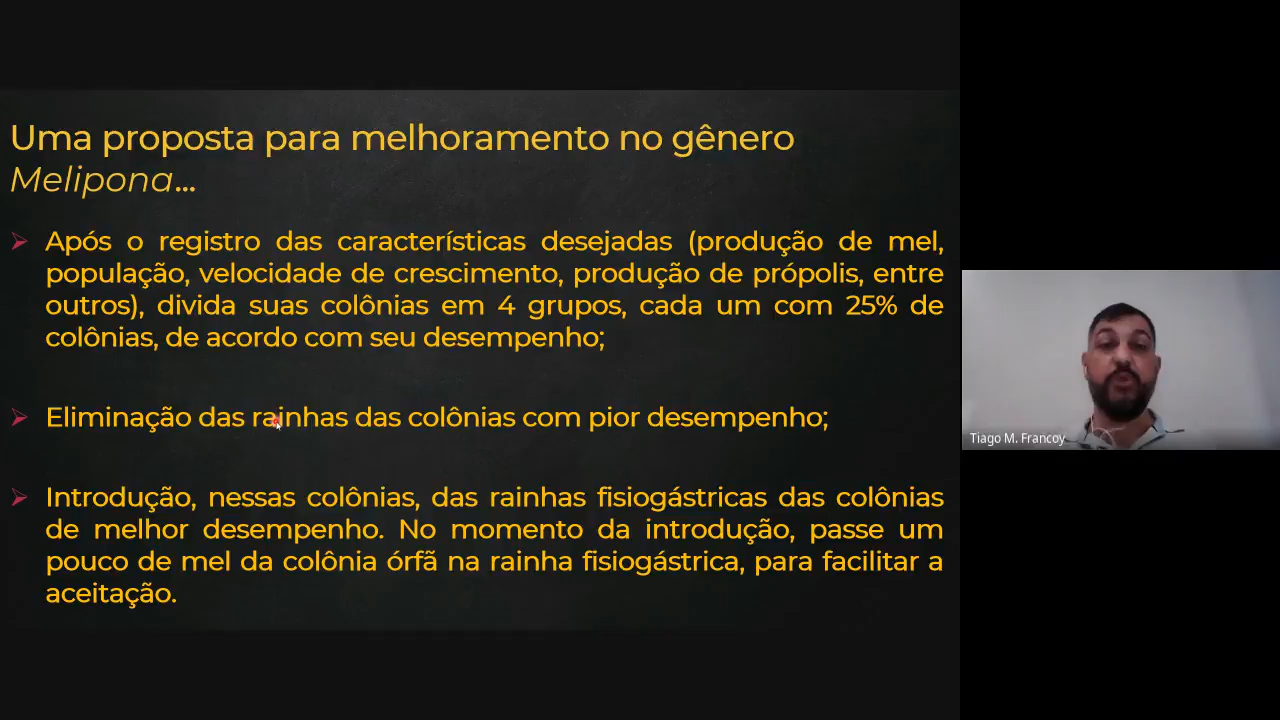 Uma proposta para melhoramento no gênero
Melipona...
Após o registro das características desejadas (produção de mel,
população, velocidade de crescimento, produção de própolis, entre
outros), divida suas colônias em 4 grupos, cada um com 25% de
colônias, de acordo com seu desempenho;
Eliminação das rainhas das colônias com pior desempenho;
Introdução, nessas colônias, das rainhas fisiogástricas das colônias
de melhor desempenho. No momento da introdução, passe um
pouco de mel da colônia órfã na rainha fisiogástrica, para facilitar a
aceitação.
Tiago M. Francoy